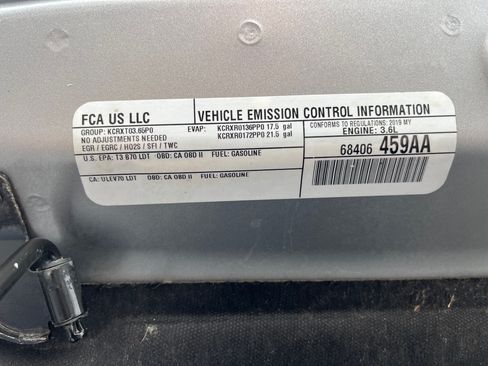 FCA US LLC
VEHICLE EMISSION CONTROL INFORMATION
GROUP: KCRXT03.65P0
NO ADJUSTMENTS NEEDED
EGR / EGRC / HO2S / SFI / TWC
EVAP: KCRXR0136PP0 17.5 gal
KCRXR0172PP0 21.5 gal
CONFORMS TO REGULATIONS: 2019 MY
ENGINE: 3.6L
68406 459AA
U.S. EPA: T3 B70 LDT OBD: CA OBD II FUEL: GASOLINE
CA: ULEV70 LDT OBD: CA OBD II FUEL: GASOLINE